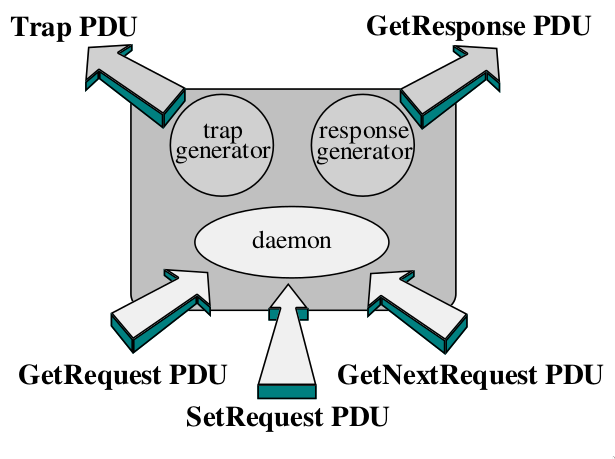 Trap PDU
GetResponse PDU
trap
generator
response
generator
daemon
GetRequest PDU
GetNextRequest PDU
SetRequest PDU